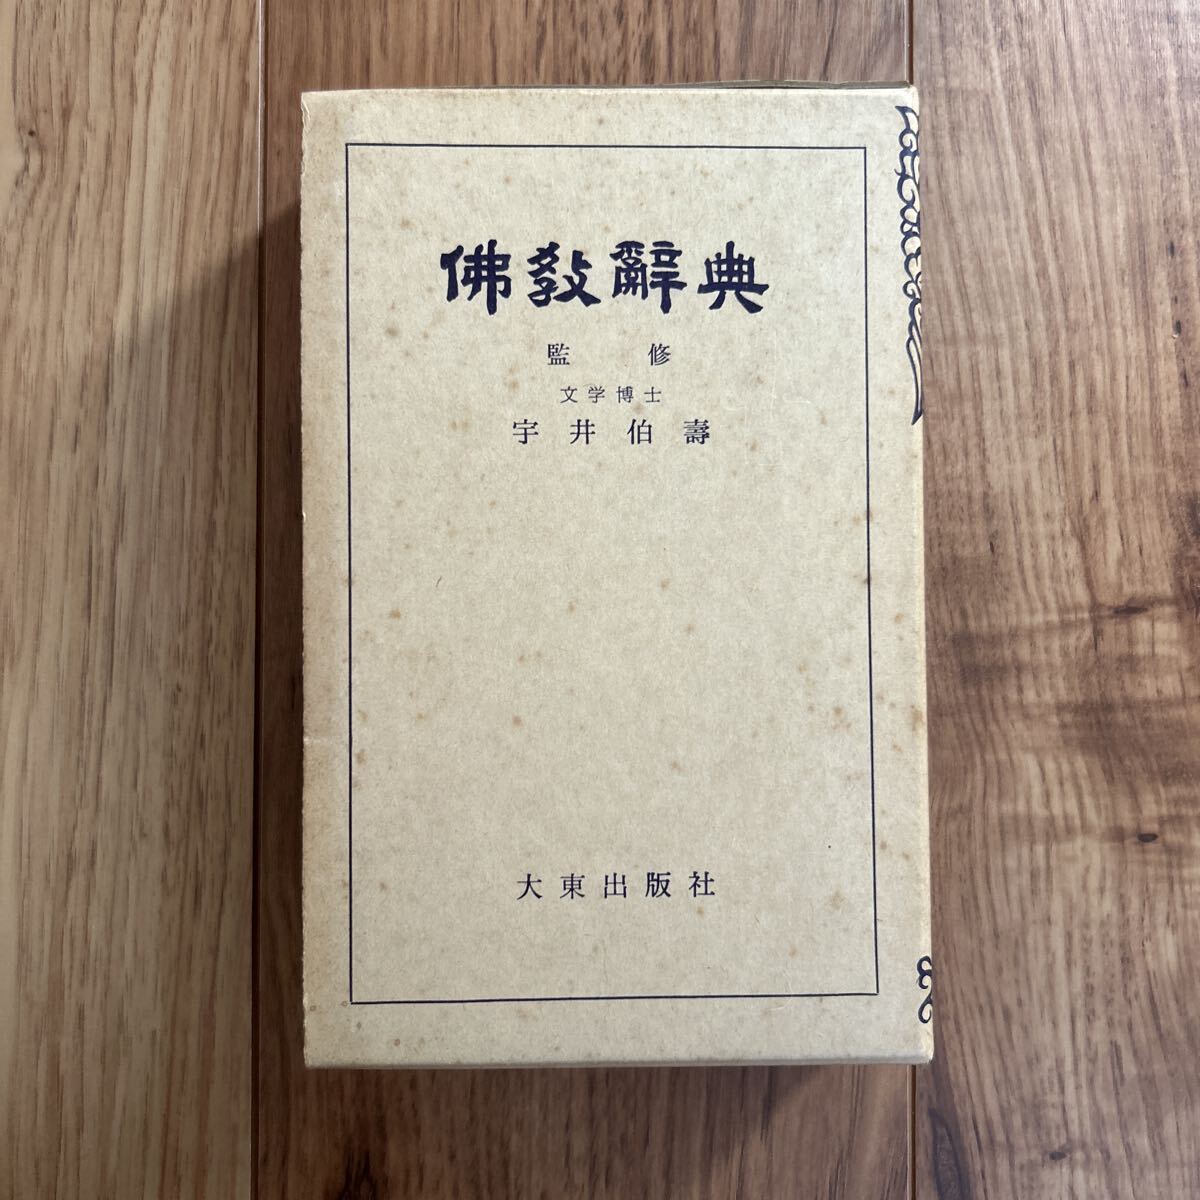 佛教辭典
監修
文学博士
宇井伯壽
大東出版社